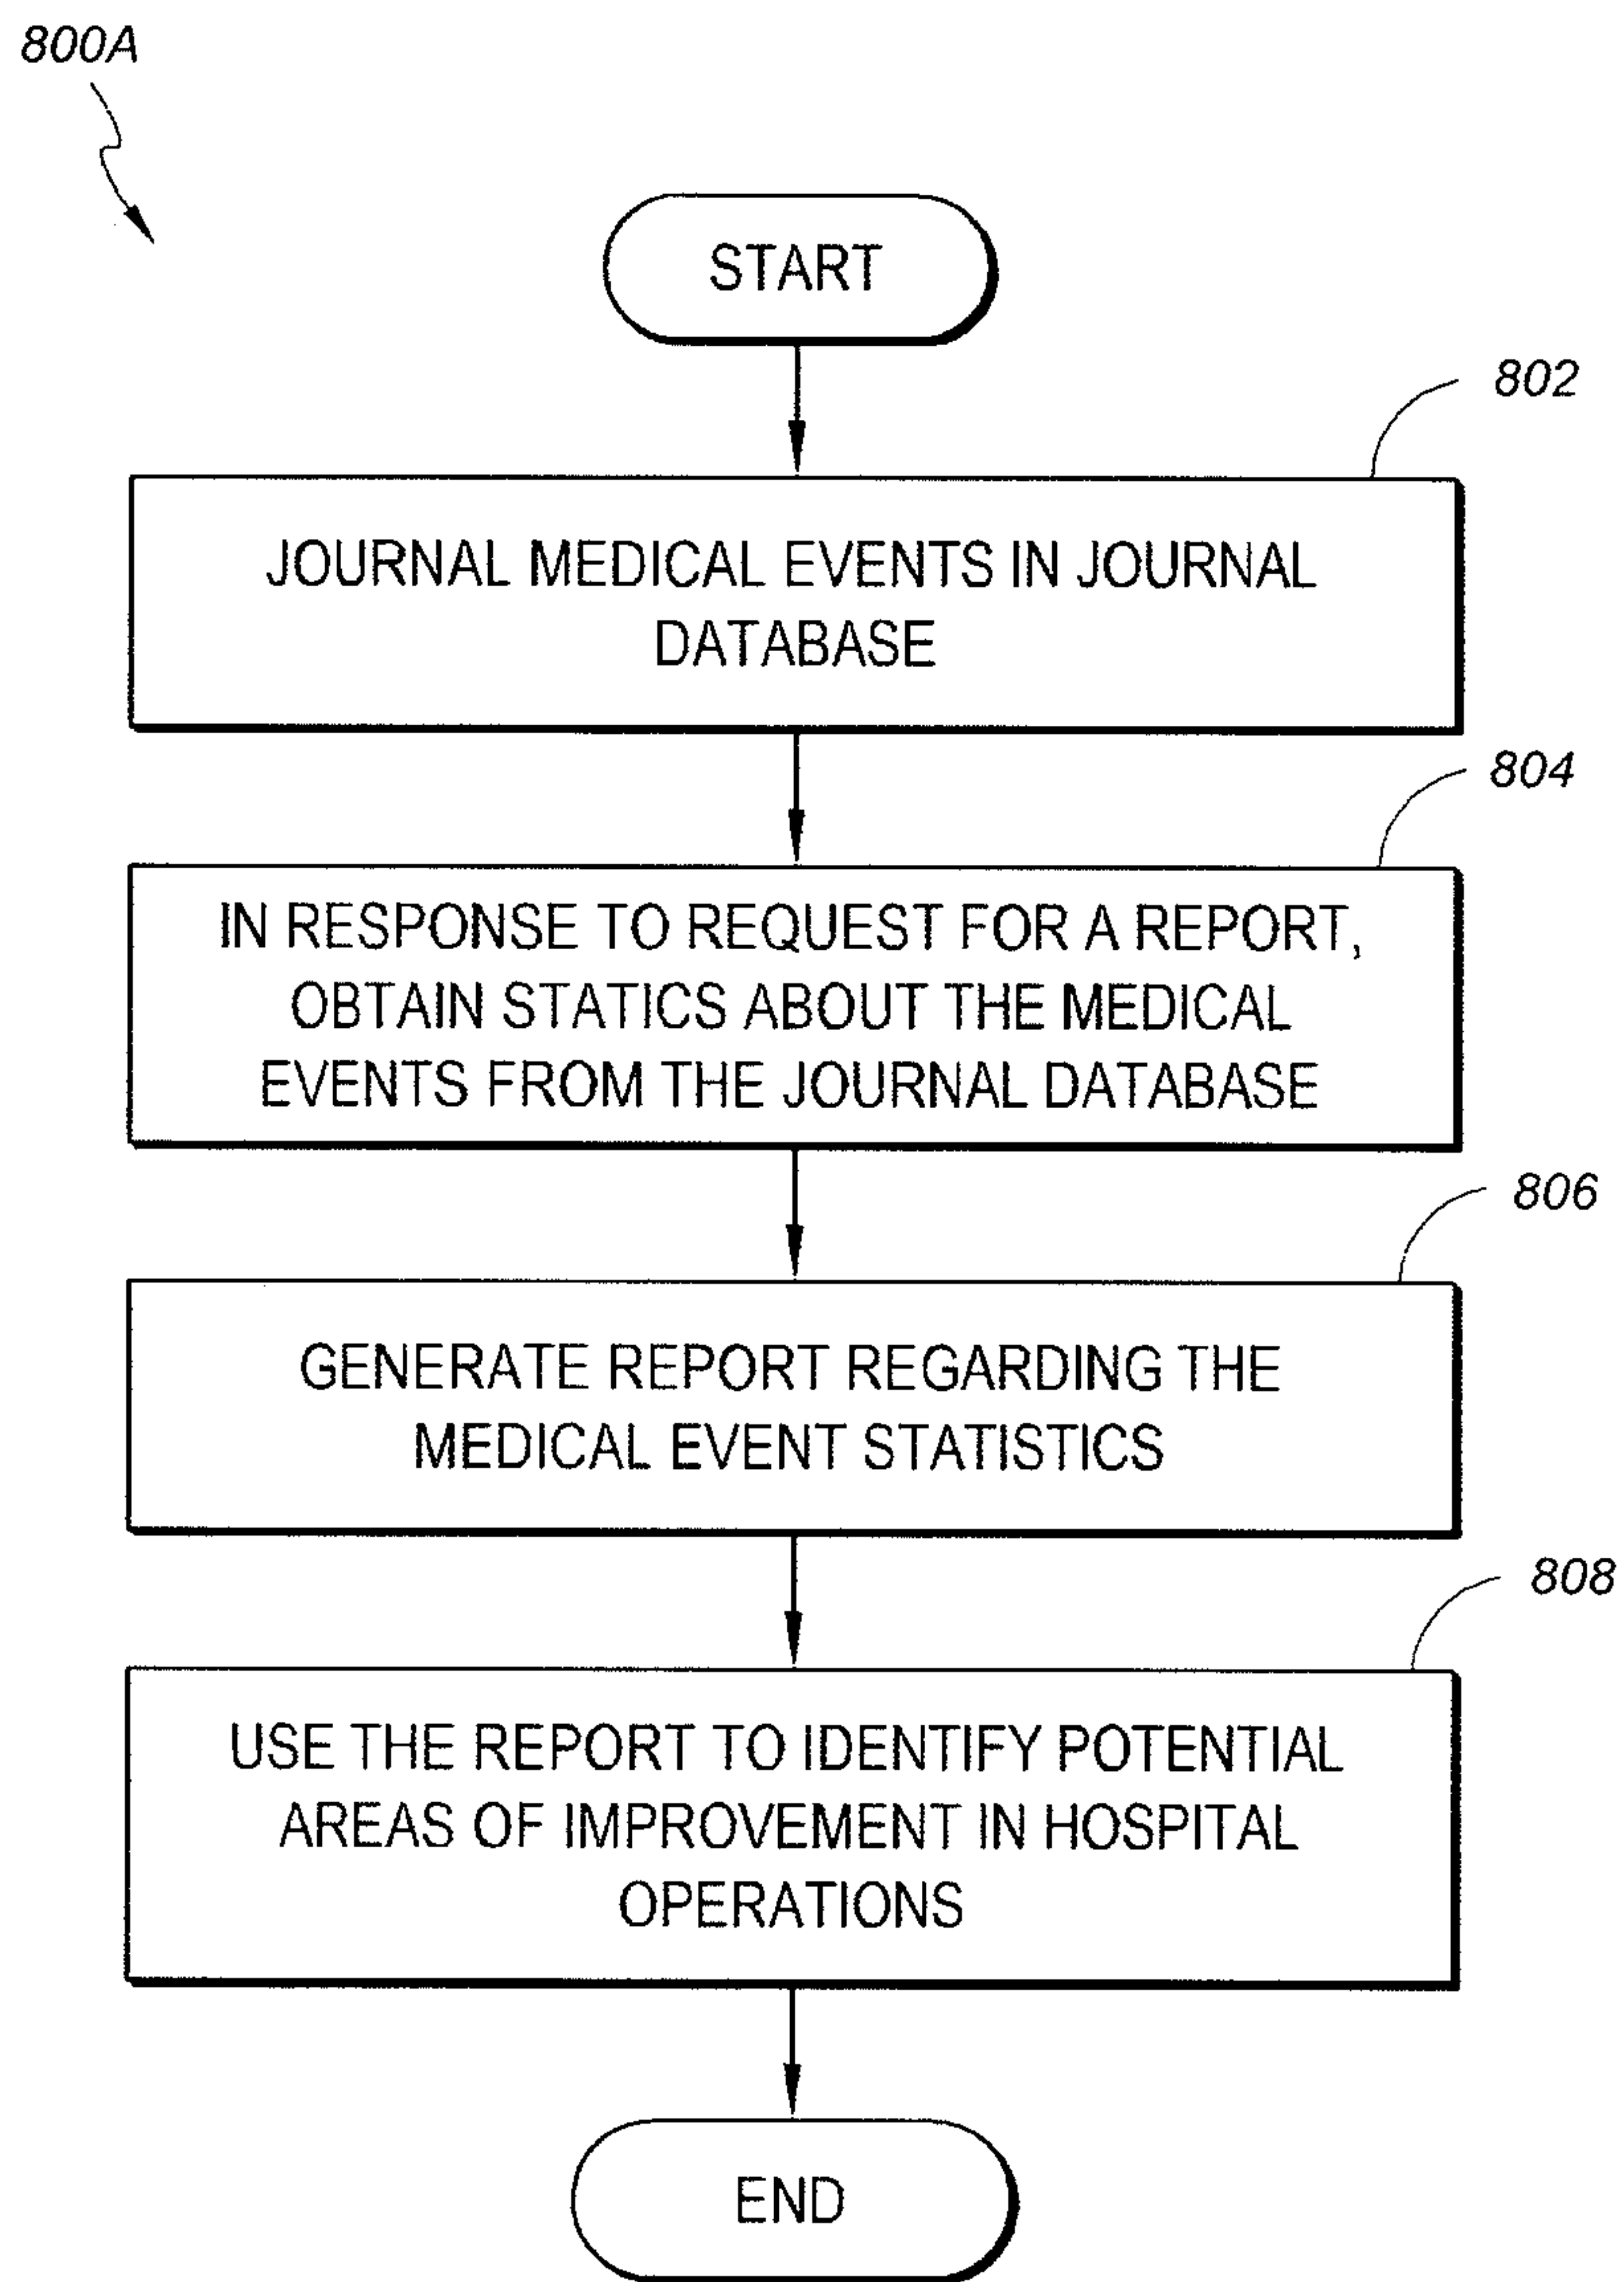 800A
START
802
JOURNAL MEDICAL EVENTS IN JOURNAL
DATABASE
804
IN RESPONSE TO REQUEST FOR A REPORT,
OBTAIN STATICS ABOUT THE MEDICAL
EVENTS FROM THE JOURNAL DATABASE
806
GENERATE REPORT REGARDING THE
MEDICAL EVENT STATISTICS
808
USE THE REPORT TO IDENTIFY POTENTIAL
AREAS OF IMPROVEMENT IN HOSPITAL
OPERATIONS
END